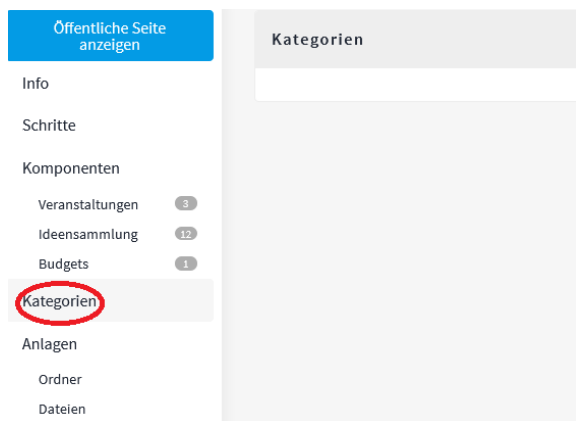 Öffentliche Seite
anzeigen
Info
Schritte
Komponenten
Veranstaltungen 3
Ideensammlung 12
Budgets 1
Kategorien
Anlagen
Ordner
Dateien
Kategorien